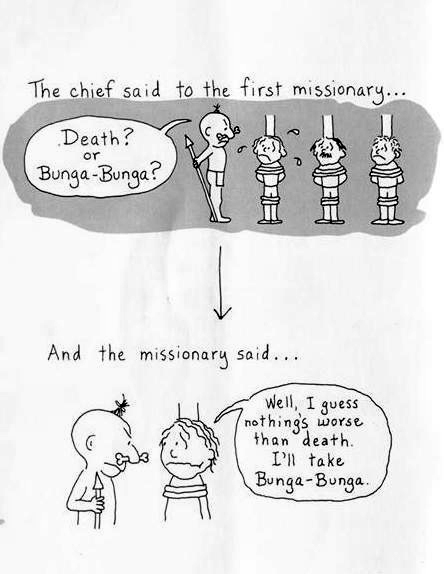 The chief said to the first missionary...
Death?
or
Bunga-Bunga?
And the missionary said...
Well, I guess
nothing's worse
than death.
I'll take
Bunga-Bunga.